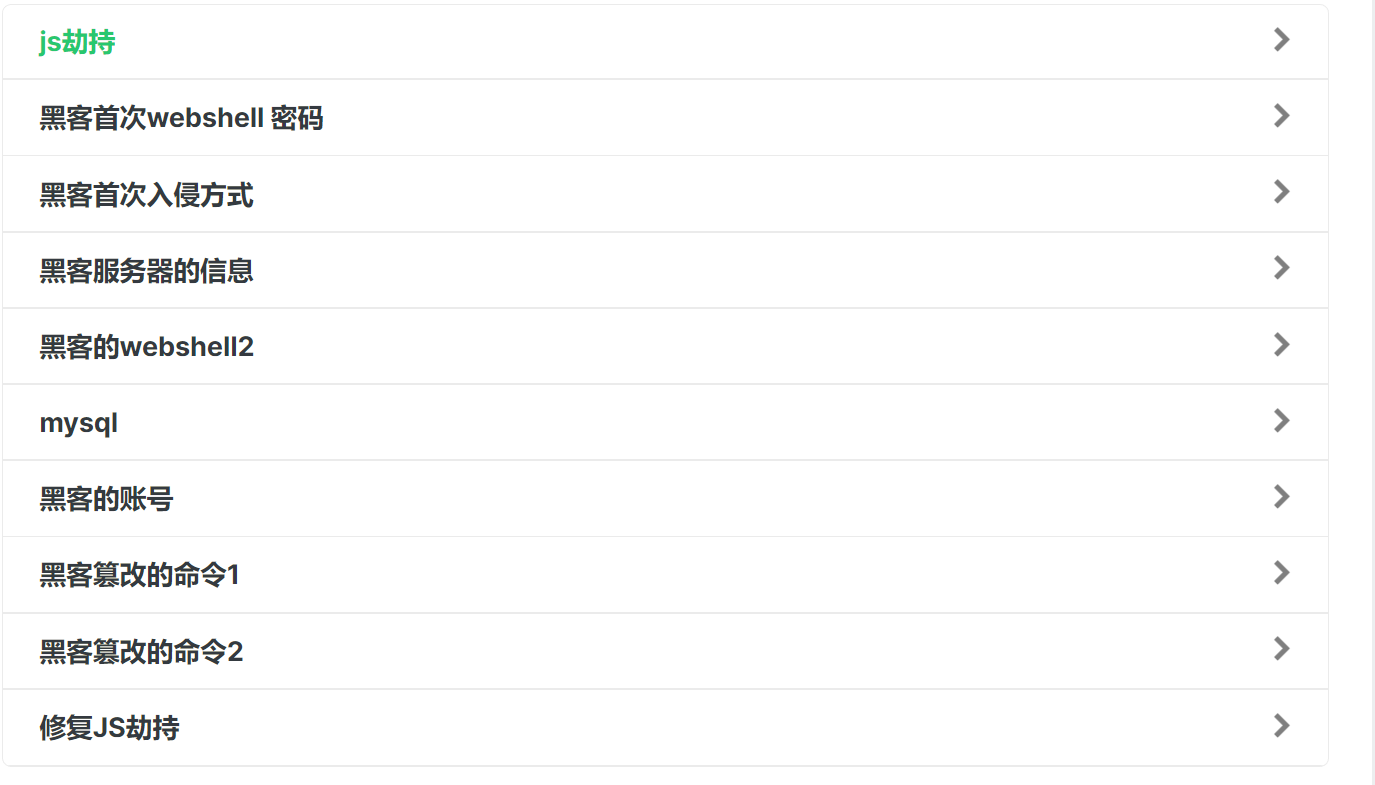 js劫持
黑客首次webshell 密码
黑客首次入侵方式
黑客服务器的信息
黑客的webshell2
mysql
黑客的账号
黑客篡改的命令1
黑客篡改的命令2
修复JS劫持